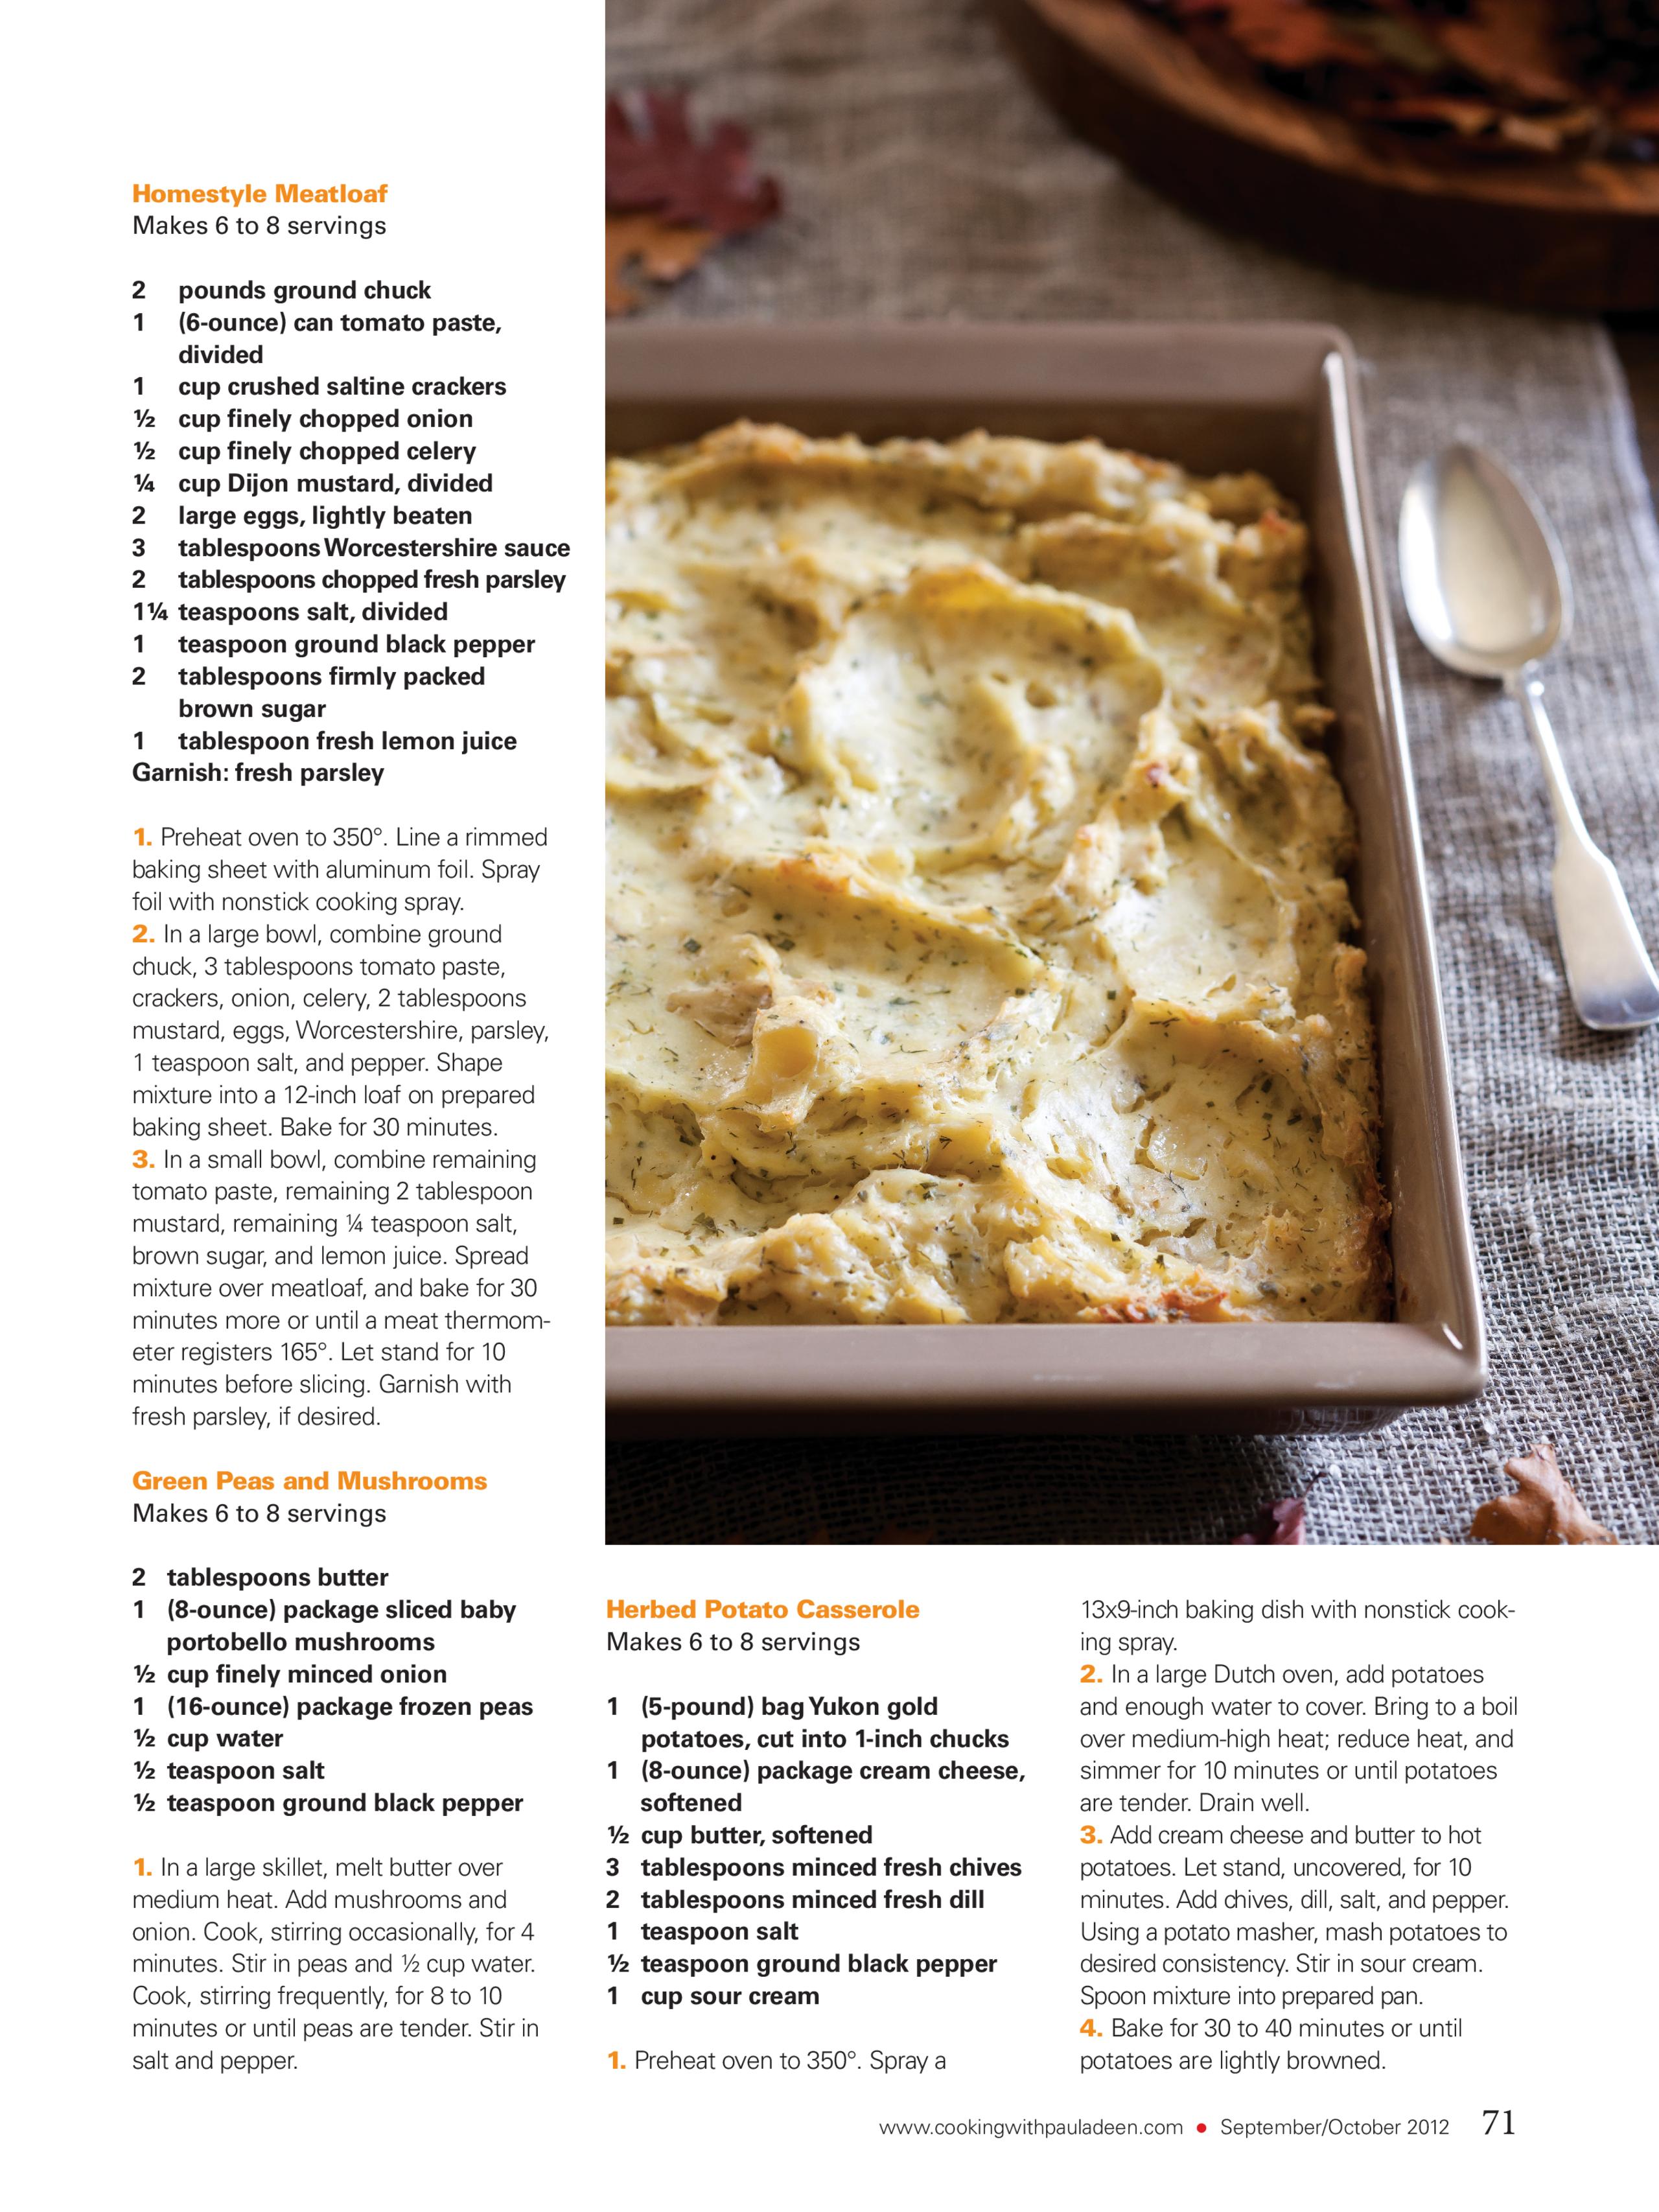 Homestyle Meatloaf
Makes 6 to 8 servings
2 pounds ground chuck
1 (6-ounce) can tomato paste,
divided
1 cup crushed saltine crackers
½ cup finely chopped onion
½ cup finely chopped celery
¼ cup Dijon mustard, divided
2 large eggs, lightly beaten
3 tablespoons Worcestershire sauce
2 tablespoons chopped fresh parsley
1¼ teaspoons salt, divided
1 teaspoon ground black pepper
2 tablespoons firmly packed
brown sugar
1 tablespoon fresh lemon juice
Garnish: fresh parsley
1. Preheat oven to 350°. Line a rimmed
baking sheet with aluminum foil. Spray
foil with nonstick cooking spray.
2. In a large bowl, combine ground
chuck, 3 tablespoons tomato paste,
crackers, onion, celery, 2 tablespoons
mustard, eggs, Worcestershire, parsley,
1 teaspoon salt, and pepper. Shape
mixture into a 12-inch loaf on prepared
baking sheet. Bake for 30 minutes.
3. In a small bowl, combine remaining
tomato paste, remaining 2 tablespoon
mustard, remaining ¼ teaspoon salt,
brown sugar, and lemon juice. Spread
mixture over meatloaf, and bake for 30
minutes more or until a meat thermom-
eter registers 165°. Let stand for 10
minutes before slicing. Garnish with
fresh parsley, if desired.
Green Peas and Mushrooms
Makes 6 to 8 servings
2 tablespoons butter
1 (8-ounce) package sliced baby
portobello mushrooms
½ cup finely minced onion
1 (16-ounce) package frozen peas
½ cup water
½ teaspoon salt
½ teaspoon ground black pepper
1. In a large skillet, melt butter over
medium heat. Add mushrooms and
onion. Cook, stirring occasionally, for 4
minutes. Stir in peas and ½ cup water.
Cook, stirring frequently, for 8 to 10
minutes or until peas are tender. Stir in
salt and pepper.
Herbed Potato Casserole
Makes 6 to 8 servings
1 (5-pound) bag Yukon gold
potatoes, cut into 1-inch chucks
1 (8-ounce) package cream cheese,
softened
½ cup butter, softened
3 tablespoons minced fresh chives
2 tablespoons minced fresh dill
1 teaspoon salt
½ teaspoon ground black pepper
1 cup sour cream
1. Preheat oven to 350°. Spray a
13x9-inch baking dish with nonstick cook-
ing spray.
2. In a large Dutch oven, add potatoes
and enough water to cover. Bring to a boil
over medium-high heat; reduce heat, and
simmer for 10 minutes or until potatoes
are tender. Drain well.
3. Add cream cheese and butter to hot
potatoes. Let stand, uncovered, for 10
minutes. Add chives, dill, salt, and pepper.
Using a potato masher, mash potatoes to
desired consistency. Stir in sour cream.
Spoon mixture into prepared pan.
4. Bake for 30 to 40 minutes or until
potatoes are lightly browned.
www.cookingwithpauladeen.com • September/October 2012 71